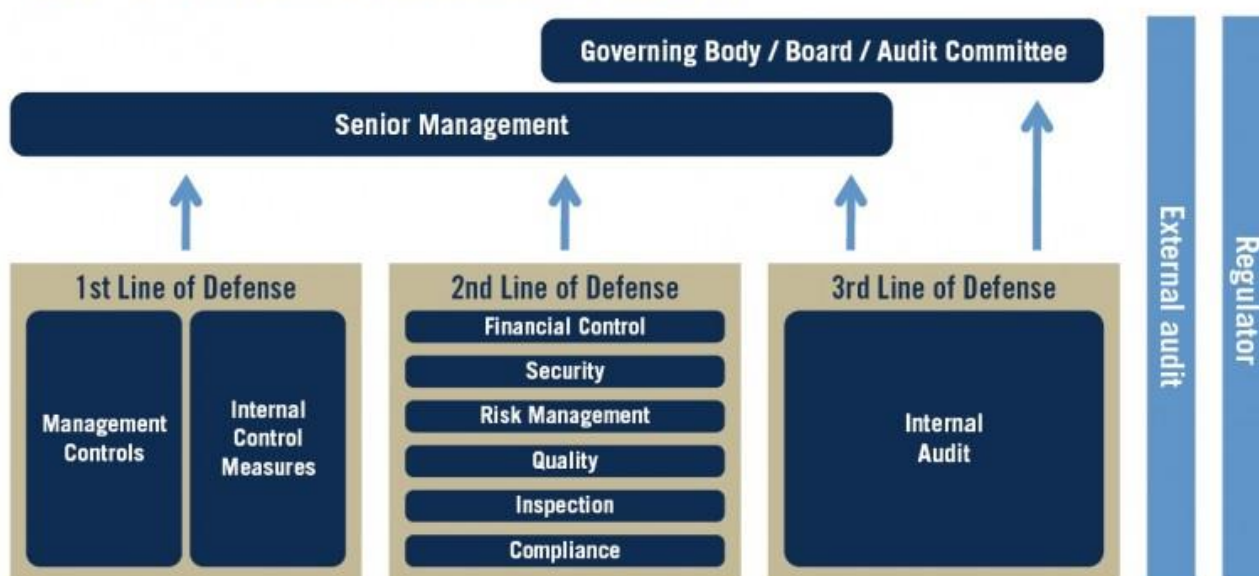 Governing Body / Board / Audit Committee
Senior Management
1st Line of Defense
Management
Controls
Internal
Control
Measures
2nd Line of Defense
Financial Control
Security
Risk Management
Quality
Inspection
Compliance
3rd Line of Defense
Internal
Audit
External audit
Regulator